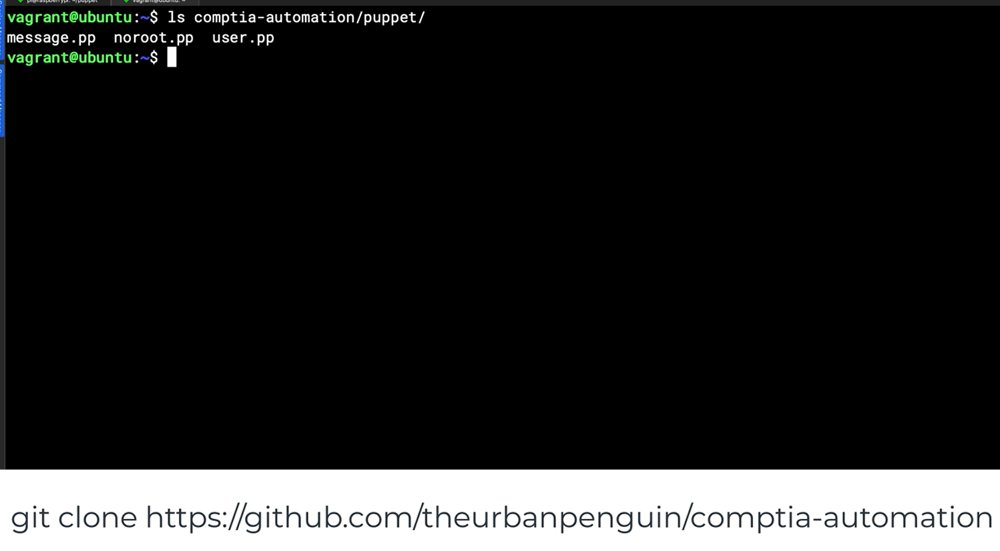 pi@raspberrypi: ~/puppet vagrant@ubuntu: ~
vagrant@ubuntu:~$ ls comptia-automation/puppet/
message.pp  noroot.pp  user.pp
vagrant@ubuntu:~$
git clone https://github.com/theurbanpenguin/comptia-automation